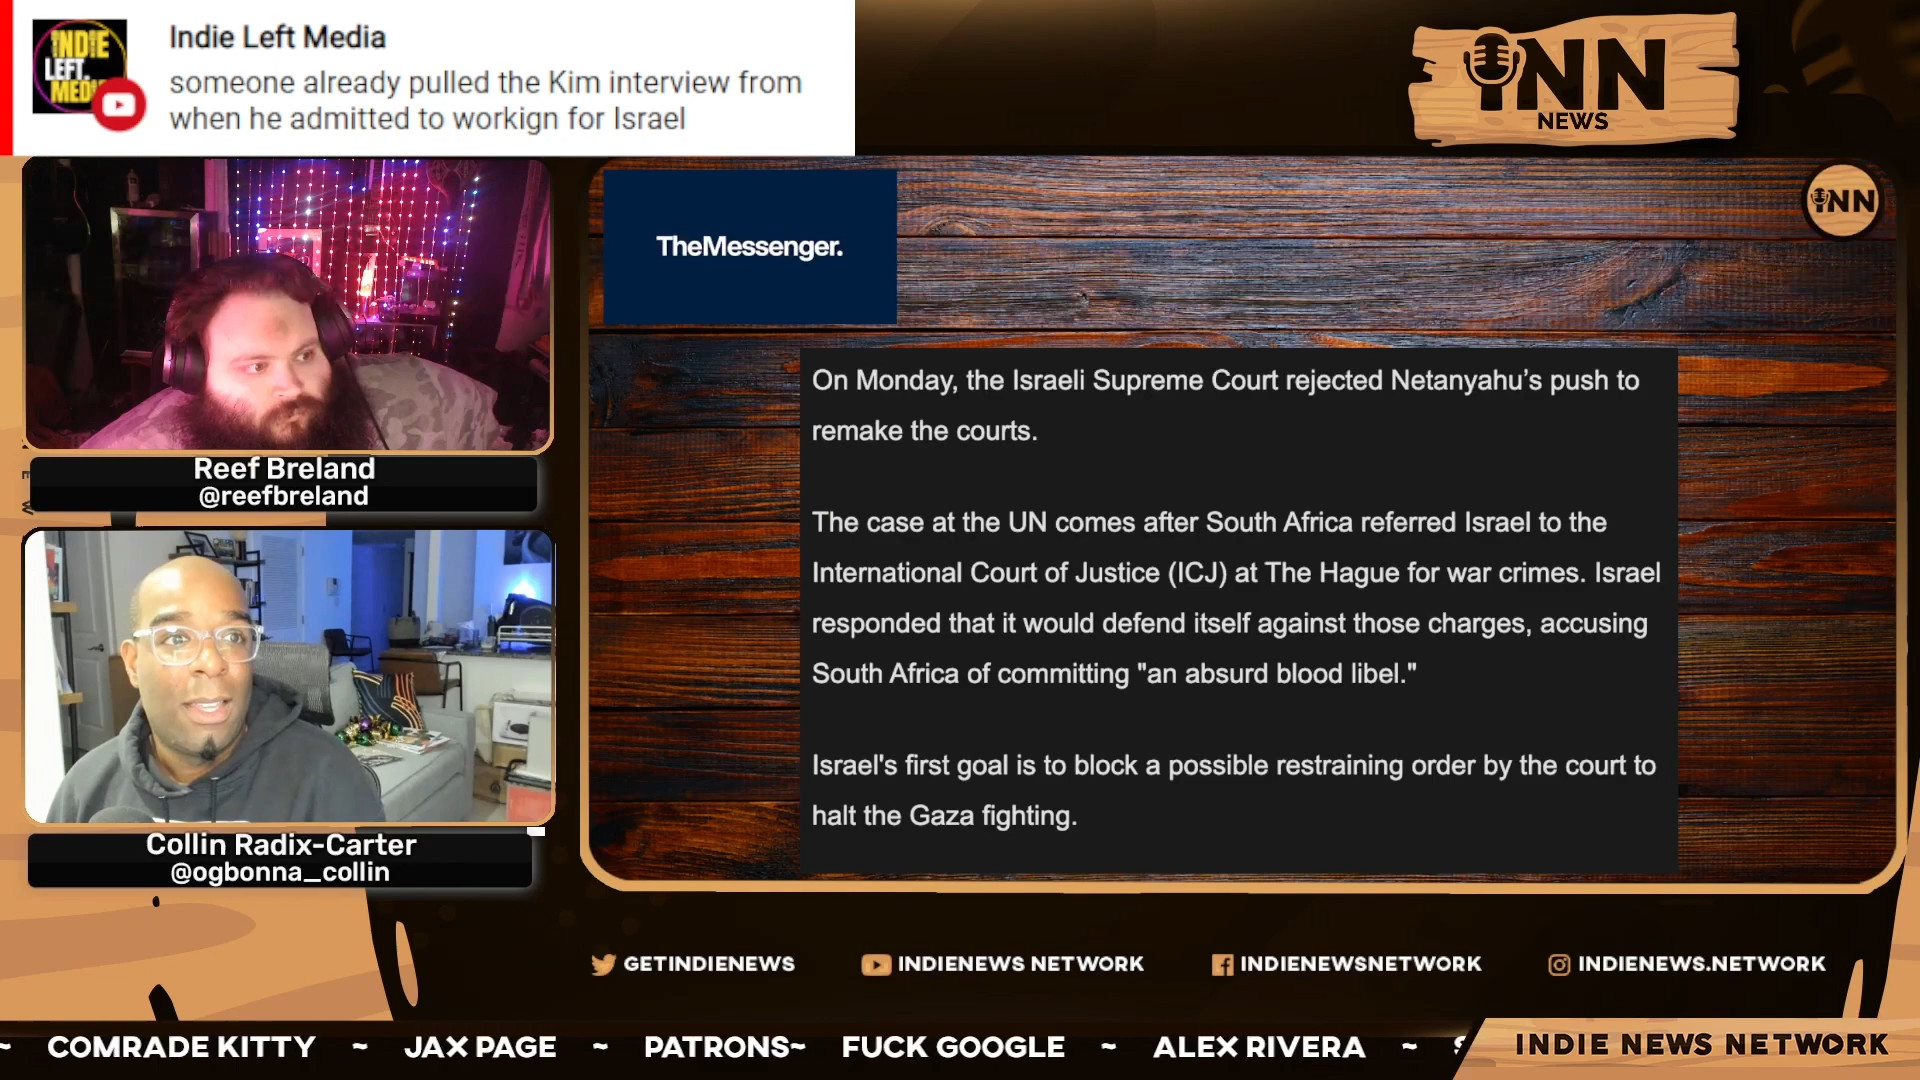 INDIE
LEFT.
MEDIA
Indie Left Media
someone already pulled the Kim interview from
when he admitted to workign for Israel
iNN
NEWS
iNN
TheMessenger.
On Monday, the Israeli Supreme Court rejected Netanyahu’s push to
remake the courts.
The case at the UN comes after South Africa referred Israel to the
International Court of Justice (ICJ) at The Hague for war crimes. Israel
responded that it would defend itself against those charges, accusing
South Africa of committing "an absurd blood libel."
Israel's first goal is to block a possible restraining order by the court to
halt the Gaza fighting.
Reef Breland
@reefbreland
Collin Radix-Carter
@ogbonna_collin
GETINDIENEWS
INDIENEWS NETWORK
INDIENEWSNETWORK
INDIENEWS.NETWORK
~ COMRADE KITTY ~ JAX PAGE ~ PATRONS~ FUCK GOOGLE ~ ALEX RIVERA ~
INDIE NEWS NETWORK